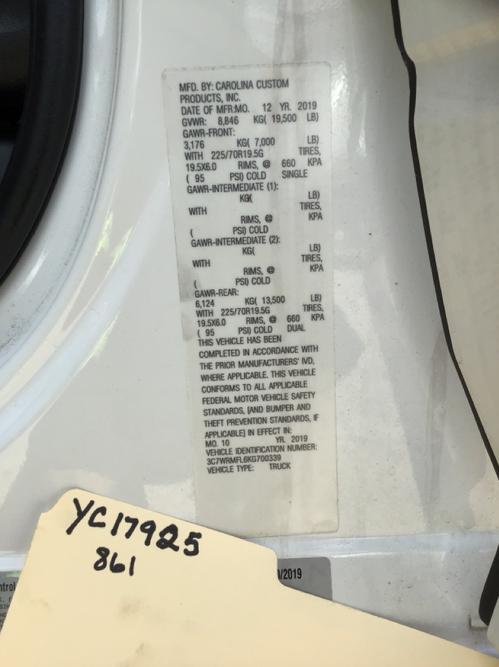 MFD. BY: CAROLINA CUSTOM
PRODUCTS, INC.
DATE OF MFR:MO. 12 YR. 2019
GVWR: 8,846 KG( 19,500 LB)
GAWR-FRONT:
3,176 KG( 7,000 LB)
WITH 225/70R19.5G TIRES,
19.5X6.0 RIMS, @ 660 KPA
( 95 PSI) COLD SINGLE
GAWR-INTERMEDIATE (1):
KG( LB)
WITH TIRES,
RIMS, @ KPA
( PSI) COLD
GAWR-INTERMEDIATE (2):
KG( LB)
WITH TIRES,
RIMS, @ KPA
( PSI) COLD
GAWR-REAR:
6,124 KG( 13,500 LB)
WITH 225/70R19.5G TIRES,
19.5X6.0 RIMS, @ 660 KPA
( 95 PSI) COLD DUAL
THIS VEHICLE HAS BEEN
COMPLETED IN ACCORDANCE WITH
THE PRIOR MANUFACTURERS' IVD,
WHERE APPLICABLE. THIS VEHICLE
CONFORMS TO ALL APPLICABLE
FEDERAL MOTOR VEHICLE SAFETY
STANDARDS, [AND BUMPER AND
THEFT PREVENTION STANDARDS, IF
APPLICABLE] IN EFFECT IN:
MO. 10 YR. 2019
VEHICLE IDENTIFICATION NUMBER:
3C7WRMFL6KG700339
VEHICLE TYPE: TRUCK
YC17925
861
/2019
ntrol